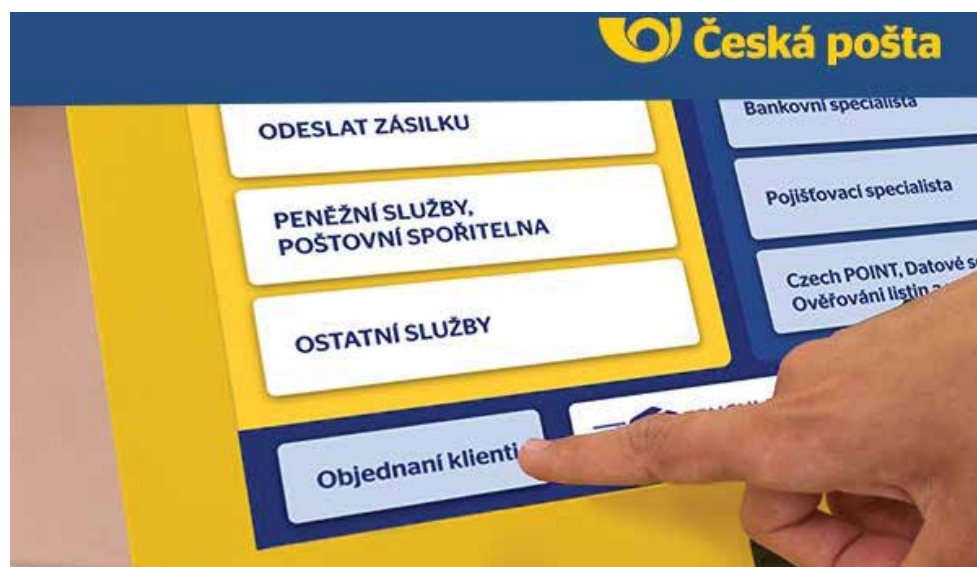 Česká pošta
ODESLAT ZÁSILKU
PENĚŽNÍ SLUŽBY,
POŠTOVNÍ SPOŘITELNA
OSTATNÍ SLUŽBY
Bankovní specialista
Pojišťovací specialista
Czech POINT, Datové
Ověřování listin
Objednaní klienti